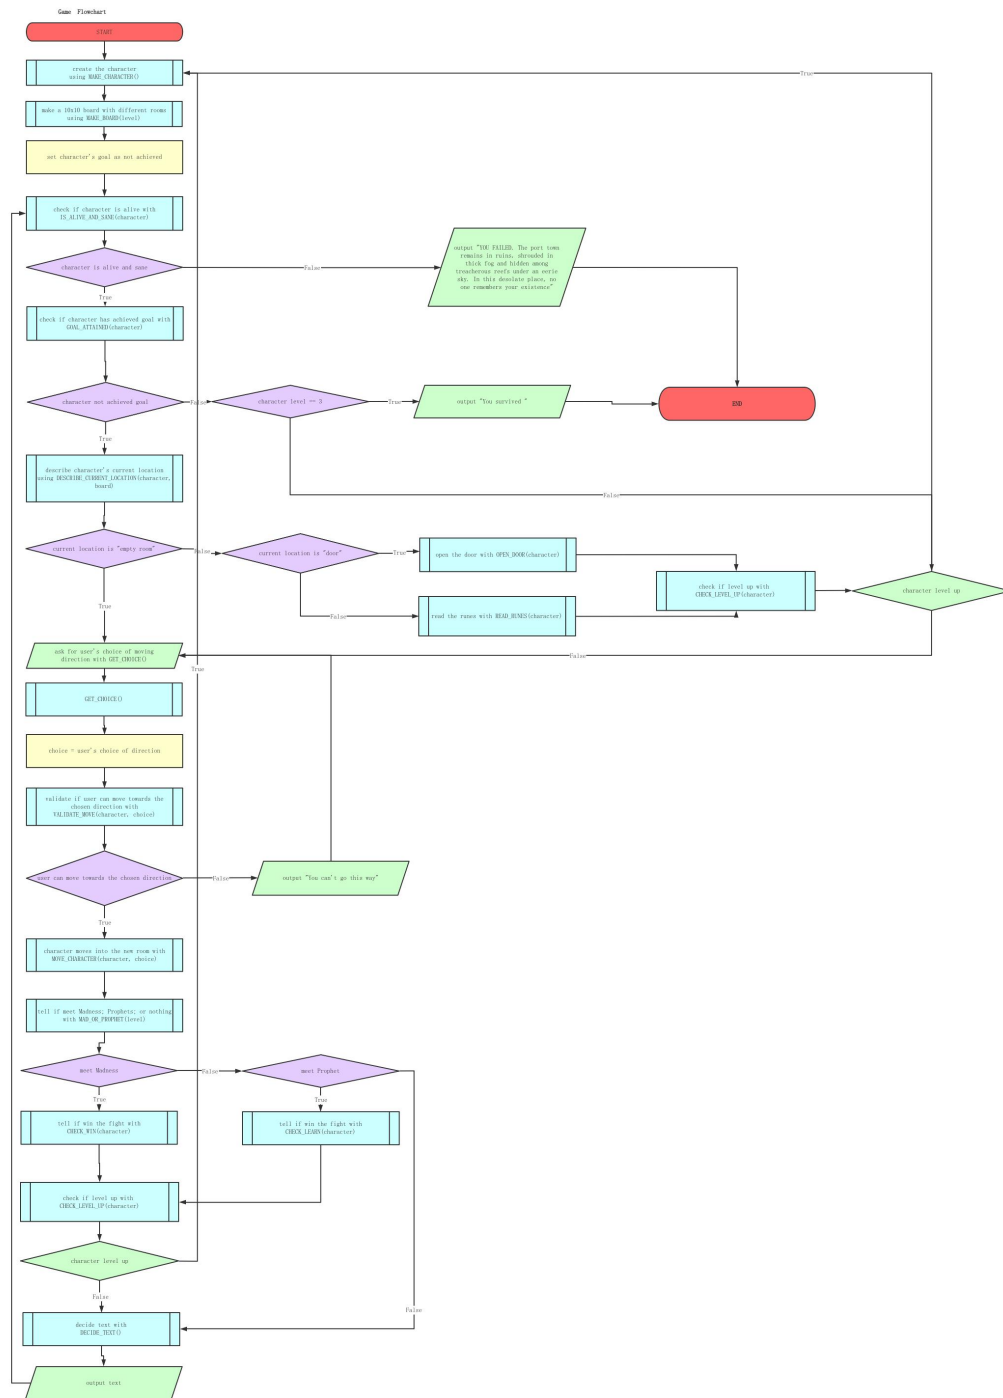 Game Flowchart
START
create the character
using MAKE_CHARACTER()
True
make a 10x10 board with different rooms
using MAKE_BOARD(level)
set character's goal as not achieved
check if character is alive with
IS_ALIVE_AND_SANE(character)
character is alive and sane
False
output "YOU FAILED. The port town
remains in ruins, shrouded in
thick fog and hidden among
treacherous reefs under an eerie
sky. In this desolate place, no
one remembers your existence"
True
check if character has achieved goal with
GOAL_ATTAINED(character)
character not achieved goal
False
character level == 3
True
output "You survived "
END
True
describe character's current location
using DESCRIBE_CURRENT_LOCATION(character,
board)
False
current location is "empty room"
False
current location is "door"
True
open the door with OPEN_DOOR(character)
check if level up with
CHECK_LEVEL_UP(character)
character level up
True
False
read the runes with READ_RUNES(character)
ask for user's choice of moving
direction with GET_CHOICE()
False
True
GET_CHOICE()
choice = user's choice of direction
validate if user can move towards the
chosen direction with
VALIDATE_MOVE(character, choice)
user can move towards the chosen direction
False
output "You can't go this way"
True
character moves into the new room with
MOVE_CHARACTER(character, choice)
tell if meet Madness; Prophets; or nothing
with MAD_OR_PROPHET(level)
meet Madness
False
meet Prophet
True
True
tell if win the fight with
CHECK_WIN(character)
tell if win the fight with
CHECK_LEARN(character)
check if level up with
CHECK_LEVEL_UP(character)
character level up
False
False
decide text with
DECIDE_TEXT()
output text